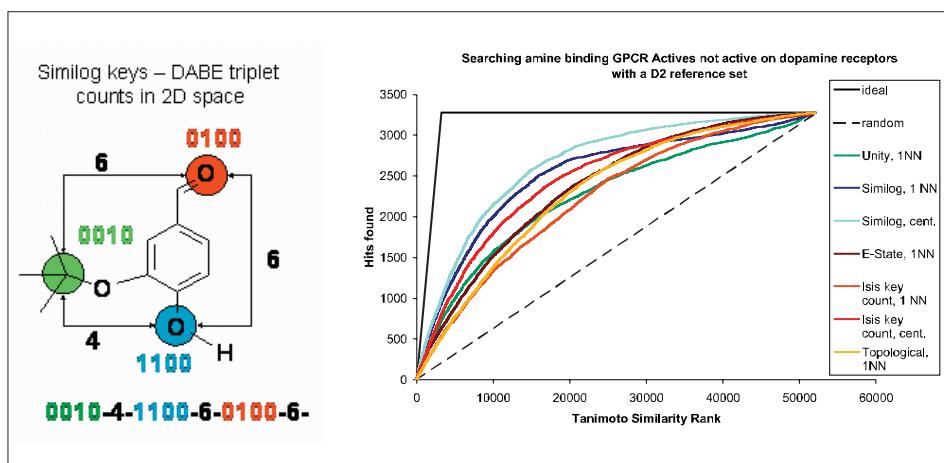 Similog keys – DABE triplet
counts in 2D space
0100
6
O
0010
6
O
O
4
H
1100
0010-4-1100-6-0100-6-
Searching amine binding GPCR Actives not active on dopamine receptors
with a D2 reference set
Hits found
3500
3000
2500
2000
1500
1000
500
0
0 10000 20000 30000 40000 50000 60000
Tanimoto Similarity Rank
ideal
random
Unity, 1NN
Similog, 1 NN
Similog, cent.
E-State, 1NN
Isis key
count, 1 NN
Isis key
count, cent.
Topological,
1NN